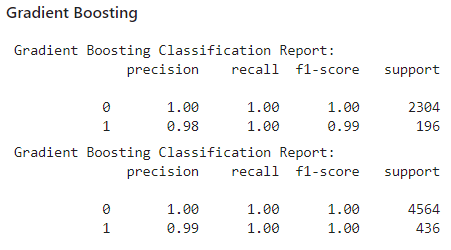 Gradient Boosting
Gradient Boosting Classification Report:
precision recall f1-score support
0 1.00 1.00 1.00 2304
1 0.98 1.00 0.99 196
Gradient Boosting Classification Report:
precision recall f1-score support
0 1.00 1.00 1.00 4564
1 0.99 1.00 1.00 436